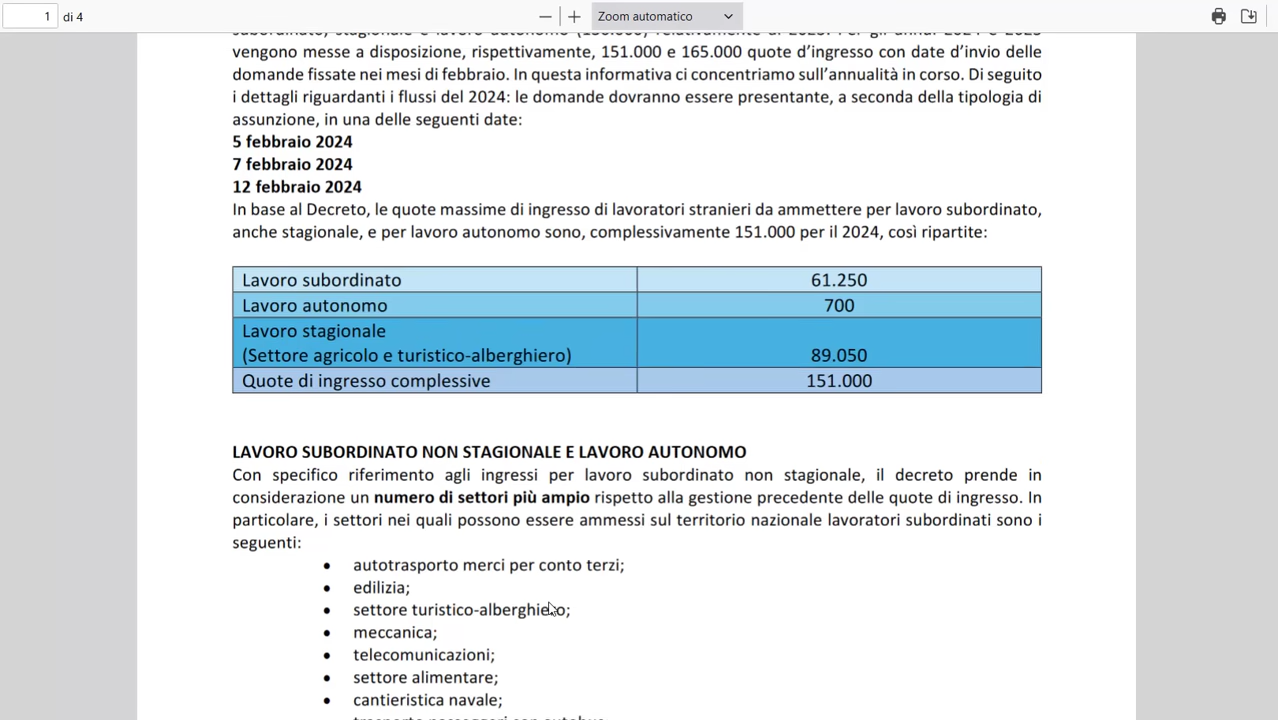 1 di 4 Zoom automatico
subordinato, stagionale e lavoro autonomo
vengono messe a disposizione, rispettivamente, 151.000 e 165.000 quote d'ingresso con date d'invio delle
domande fissate nei mesi di febbraio. In questa informativa ci concentriamo sull'annualità in corso. Di seguito
i dettagli riguardanti i flussi del 2024: le domande dovranno essere presentante, a seconda della tipologia di
assunzione, in una delle seguenti date:
5 febbraio 2024
7 febbraio 2024
12 febbraio 2024
In base al Decreto, le quote massime di ingresso di lavoratori stranieri da ammettere per lavoro subordinato,
anche stagionale, e per lavoro autonomo sono, complessivamente 151.000 per il 2024, così ripartite:
Lavoro subordinato 61.250
Lavoro autonomo 700
Lavoro stagionale
(Settore agricolo e turistico-alberghiero) 89.050
Quote di ingresso complessive 151.000
LAVORO SUBORDINATO NON STAGIONALE E LAVORO AUTONOMO
Con specifico riferimento agli ingressi per lavoro subordinato non stagionale, il decreto prende in
considerazione un numero di settori più ampio rispetto alla gestione precedente delle quote di ingresso. In
particolare, i settori nei quali possono essere ammessi sul territorio nazionale lavoratori subordinati sono i
seguenti:
• autotrasporto merci per conto terzi;
• edilizia;
• settore turistico-alberghiero;
• meccanica;
• telecomunicazioni;
• settore alimentare;
• cantieristica navale;
trasporto passeggeri con autobus